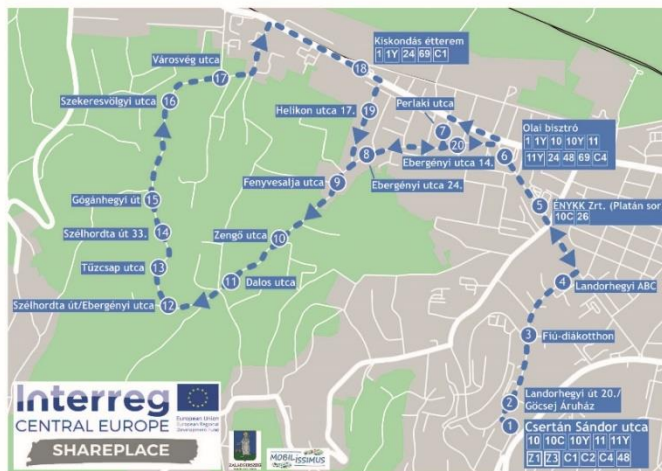 Kiskondás étterem
1 1Y 24 69 C1
Városvég utca
17
18
Szekeresvölgyi utca
16
Helikon utca 17.
19
Perlaki utca
7
20
Olai bisztró
1 1Y 10 10Y 11
11Y 24 48 69 C4
Ebergényi utca 14.
6
8
Ebergényi utca 24.
Fenyvesalja utca
9
Gógánhegyi út
15
5
ÉNYKK Zrt. (Platán sor)
10C 26
Szélhordta út 33.
14
Zengő utca
10
Tűzcsap utca
13
11
Dalos utca
4
Landorhegyi ABC
Szélhordta út/Ebergényi utca
12
3
Fiú-diákotthon
2
Landorhegyi út 20./
Göcsej Áruház
1
Csertán Sándor utca
10 10C 10Y 11 11Y
Z1 Z3 C1 C2 C4 48
Interreg
CENTRAL EUROPE
European Union
European Regional
Development Fund
SHAREPLACE
ZALAEGERSZEG
MOBILISSIMUS